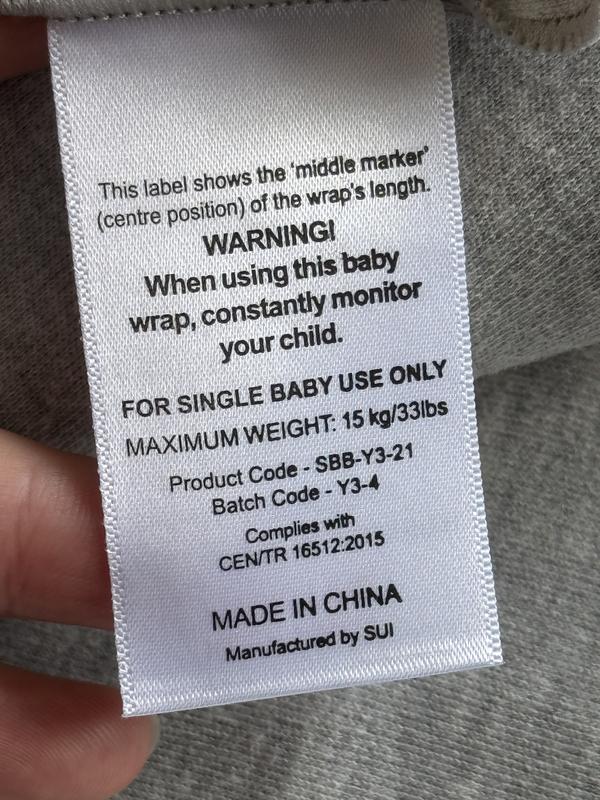 This label shows the 'middle marker'
(centre position) of the wrap's length.
WARNING!
When using this baby
wrap, constantly monitor
your child.
FOR SINGLE BABY USE ONLY
MAXIMUM WEIGHT: 15 kg/33lbs
Product Code - SBB-Y3-21
Batch Code - Y3-4
Complies with
CEN/TR 16512:2015
MADE IN CHINA
Manufactured by SUI